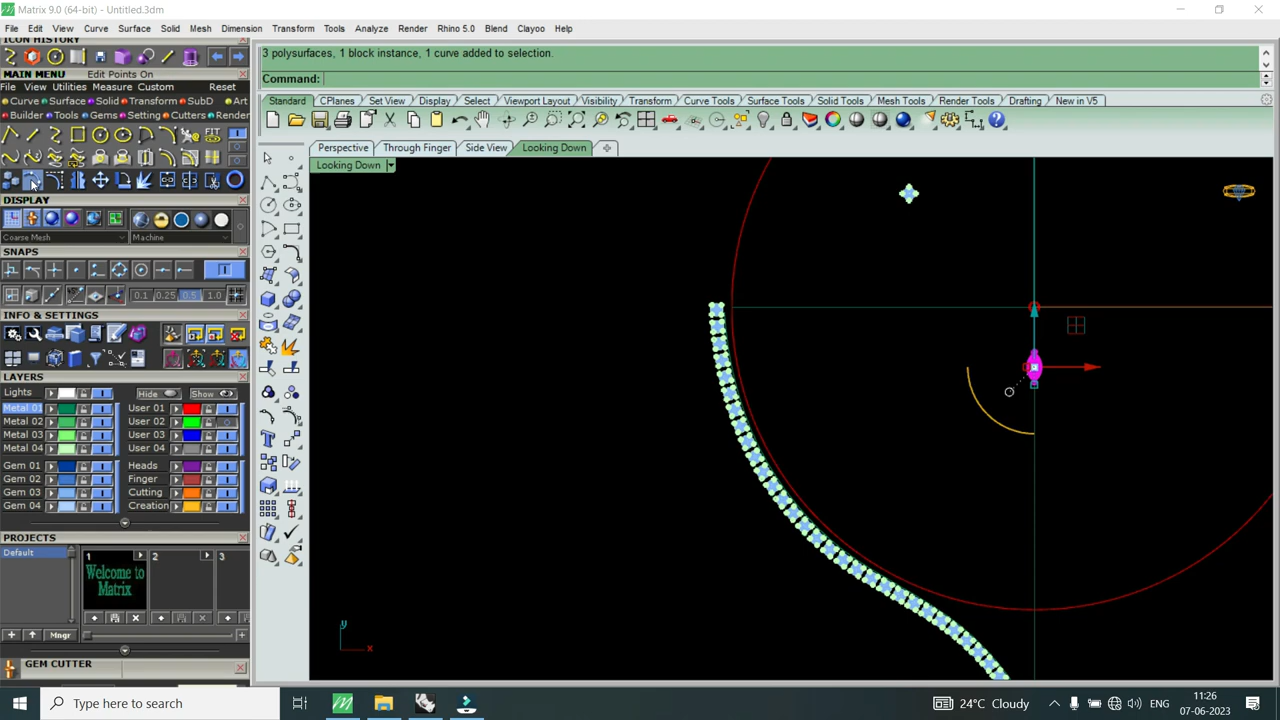 Matrix 9.0 (64-bit) - Untitled.3dm
File Edit View Curve Surface Solid Mesh Dimension Transform Tools Analyze Render Rhino 5.0 Blend Clayoo Help
ICON HISTORY
3 polysurfaces, 1 block instance, 1 curve added to selection.
Command:
MAIN MENU Edit Points On
File View Utilities Measure Custom Reset
Curve Surface Solid Transform SubD Art
Builder Tools Gems Setting Cutters Render
Standard CPlanes Set View Display Select Viewport Layout Visibility Transform Curve Tools Surface Tools Solid Tools Mesh Tools Render Tools Drafting New in V5
FIT
Perspective Through Finger Side View Looking Down
Looking Down
DISPLAY
Coarse Mesh Machine
SNAPS
0.1 0.25 0.5 1.0
INFO & SETTINGS
LAYERS
Lights Hide Show
Metal 01 User 01
Metal 02 User 02
Metal 03 User 03
Metal 04 User 04
Gem 01 Heads
Gem 02 Finger
Gem 03 Cutting
Gem 04 Creation
PROJECTS
Default 1 2 3
Welcome to Matrix
Mngr
GEM CUTTER
y
x
Type here to search
24°C Cloudy
ENG
11:26
07-06-2023